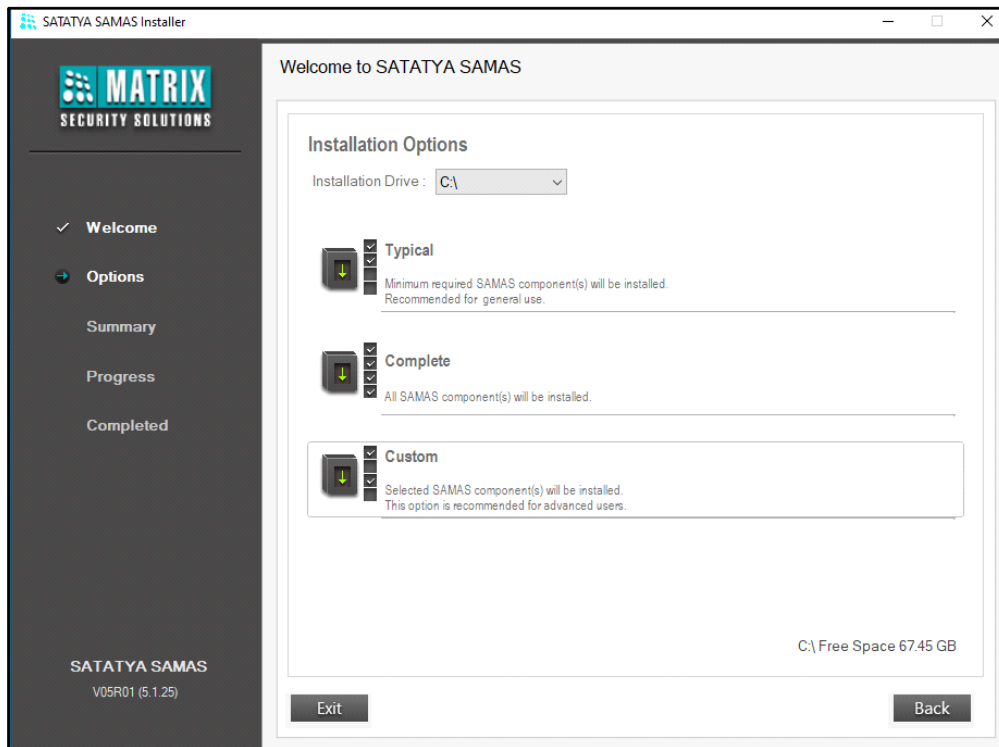 SATATYA SAMAS Installer
MATRIX
SECURITY SOLUTIONS
Welcome
Options
Summary
Progress
Completed
SATATYA SAMAS
V05R01 (5.1.25)
Welcome to SATATYA SAMAS
Installation Options
Installation Drive : C:\
Typical
Minimum required SAMAS component(s) will be installed.
Recommended for general use.
Complete
All SAMAS component(s) will be installed.
Custom
Selected SAMAS component(s) will be installed.
This option is recommended for advanced users.
C:\ Free Space 67.45 GB
Exit
Back